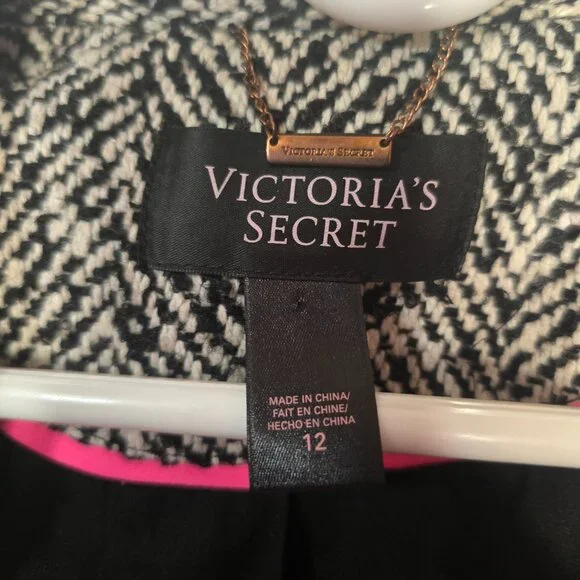 VICTORIA'S SECRET
VICTORIA'S
SECRET
MADE IN CHINA/
FAIT EN CHINE/
HECHO EN CHINA
12